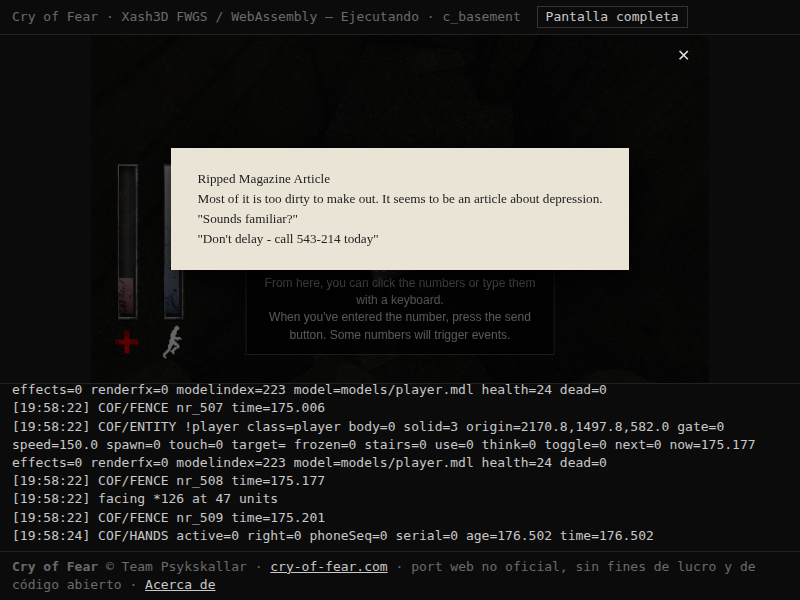 Cry of Fear · Xash3D FWGS / WebAssembly — Ejecutando · c_basement
Pantalla completa
✕
Ripped Magazine Article
Most of it is too dirty to make out. It seems to be an article about depression.
"Sounds familiar?"
"Don't delay - call 543-214 today"
From here, you can click the numbers or type them
with a keyboard.
When you've entered the number, press the send
button. Some numbers will trigger events.
effects=0 renderfx=0 modelindex=223 model=models/player.mdl health=24 dead=0
[19:58:22] COF/FENCE nr_507 time=175.006
[19:58:22] COF/ENTITY !player class=player body=0 solid=3 origin=2170.8,1497.8,582.0 gate=0
speed=150.0 spawn=0 touch=0 target= frozen=0 stairs=0 use=0 think=0 toggle=0 next=0 now=175.177
effects=0 renderfx=0 modelindex=223 model=models/player.mdl health=24 dead=0
[19:58:22] COF/FENCE nr_508 time=175.177
[19:58:22] facing *126 at 47 units
[19:58:22] COF/FENCE nr_509 time=175.201
[19:58:24] COF/HANDS active=0 right=0 phoneSeq=0 serial=0 age=176.502 time=176.502
Cry of Fear © Team Psykskallar · cry-of-fear.com · port web no oficial, sin fines de lucro y de
código abierto · Acerca de